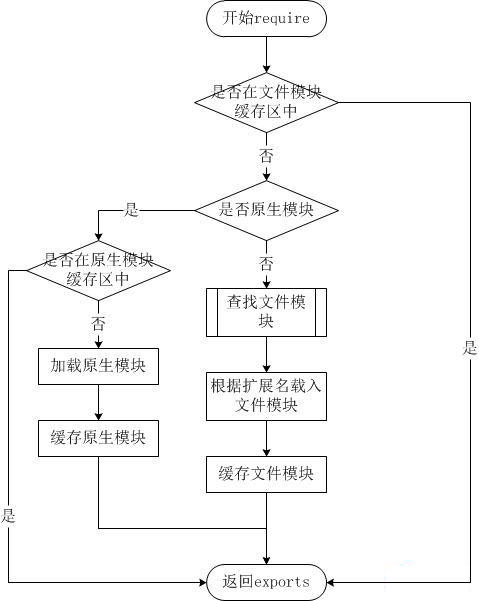 开始require
是否在文件模块
缓存区中
否
是否原生模块
是
是否在原生模块
缓存区中
否
查找文件模
块
是
否
加载原生模块
根据扩展名载入
文件模块
缓存原生模块
缓存文件模块
是
返回exports